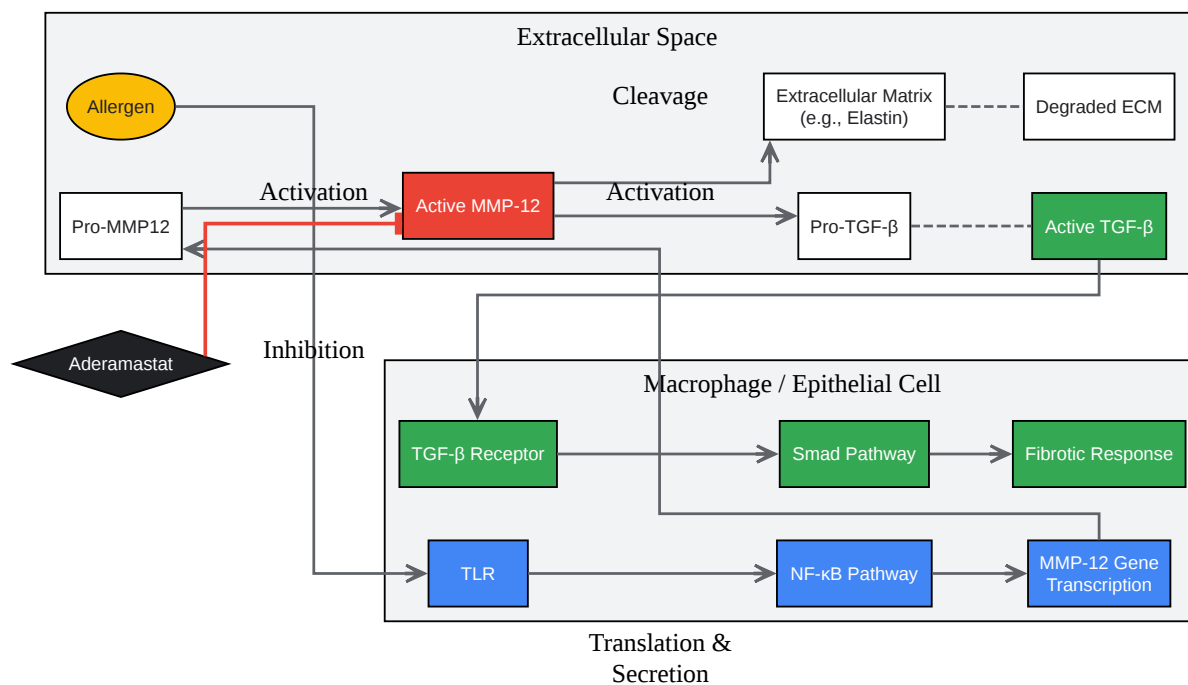 Extracellular Space
Allergen
Cleavage
Extracellular Matrix
(e.g., Elastin)
Degraded ECM
Pro-MMP12
Activation
Active MMP-12
Activation
Pro-TGF-β
Active TGF-β
Aderamastat
Inhibition
Macrophage / Epithelial Cell
TGF-β Receptor
Smad Pathway
Fibrotic Response
TLR
NF-κB Pathway
MMP-12 Gene
Transcription
Translation &
Secretion